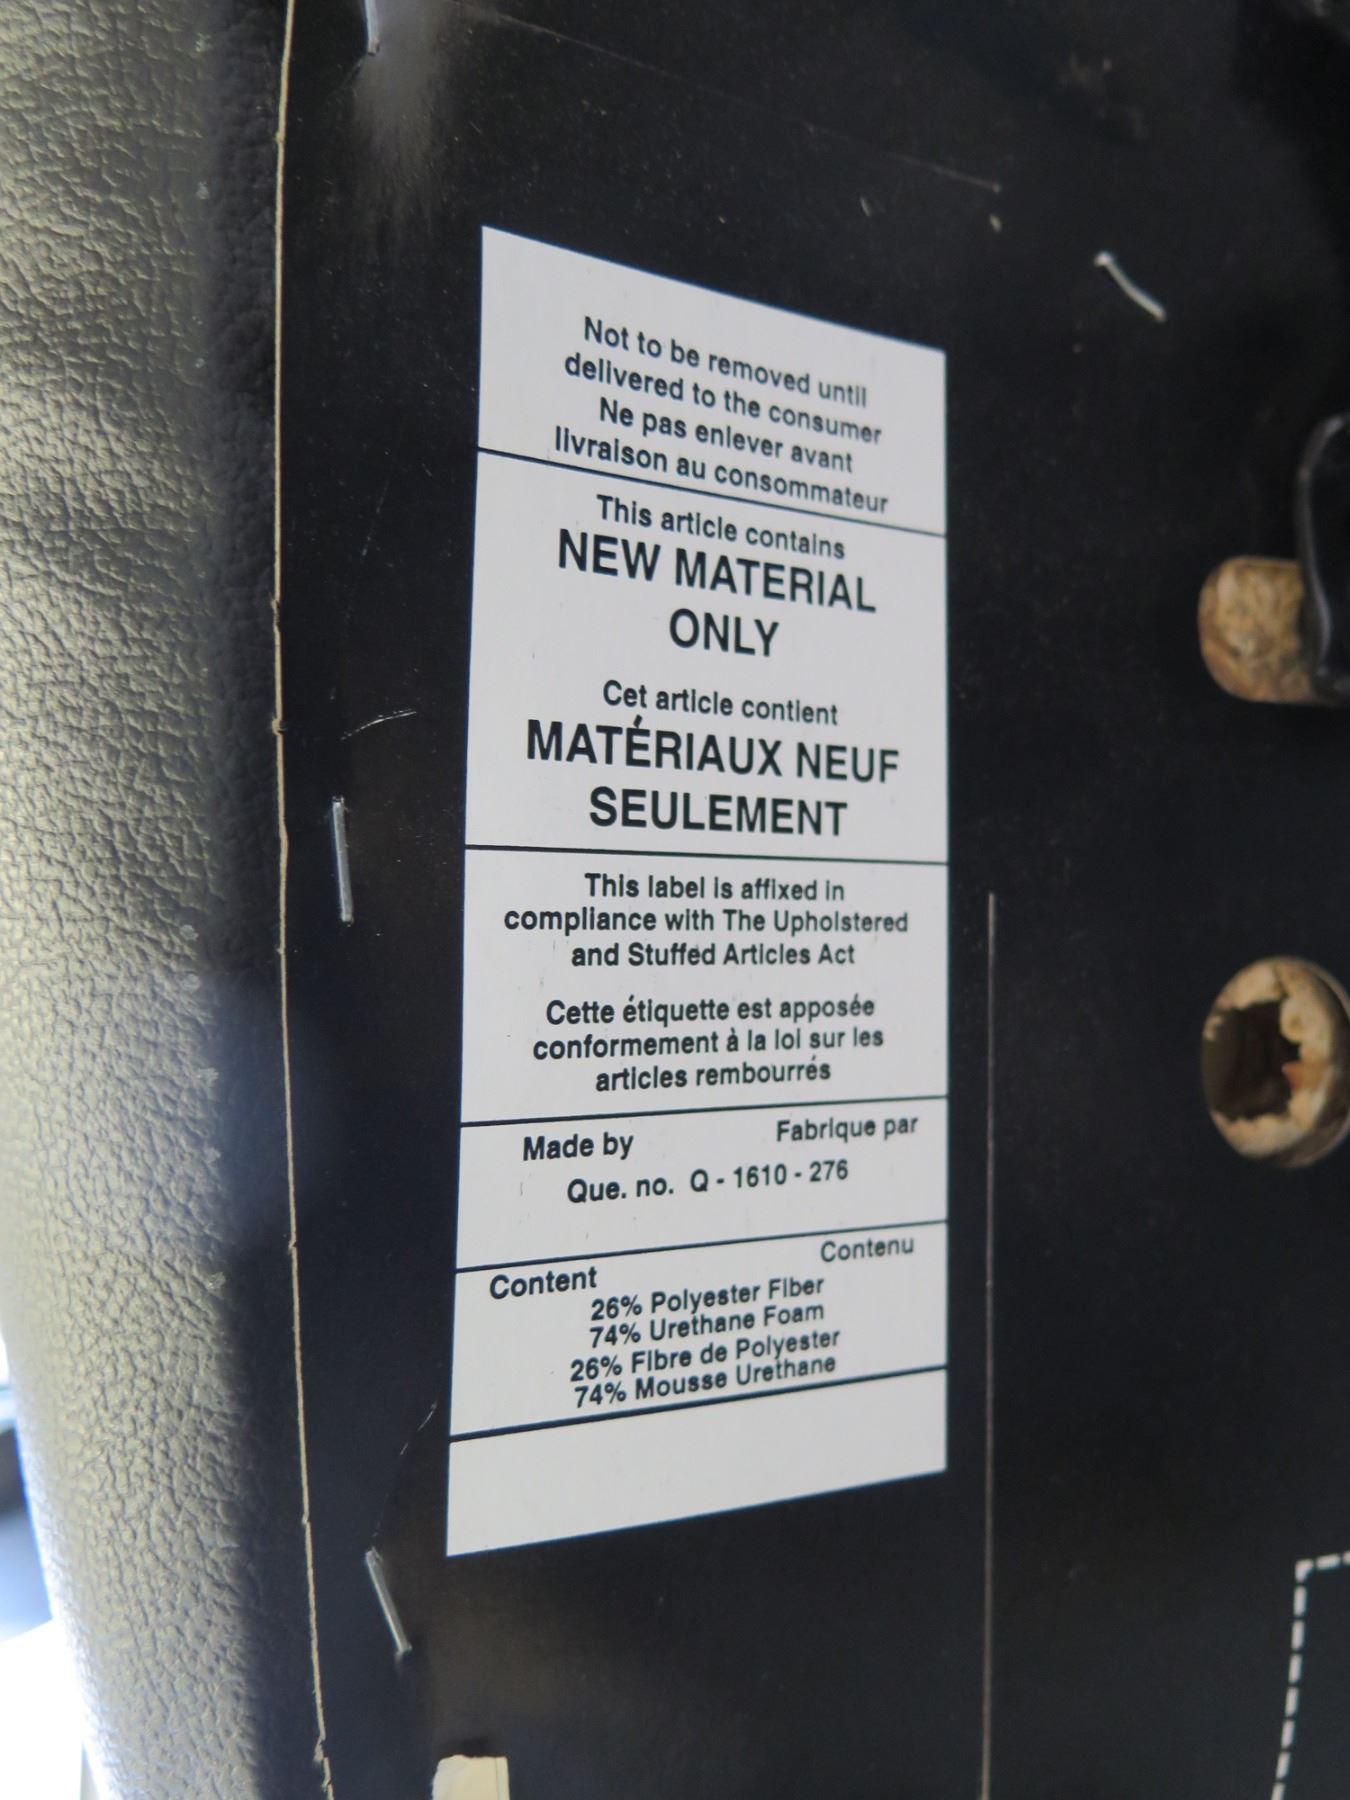 Not to be removed until
delivered to the consumer
Ne pas enlever avant
livraison au consommateur
This article contains
NEW MATERIAL
ONLY
Cet article contient
MATÉRIAUX NEUF
SEULEMENT
This label is affixed in
compliance with The Upholstered
and Stuffed Articles Act
Cette étiquette est apposée
conformement à la loi sur les
articles rembourrés
Made by Fabrique par
Que. no. Q - 1610 - 276
Content Contenu
26% Polyester Fiber
74% Urethane Foam
26% Fibre de Polyester
74% Mousse Urethane